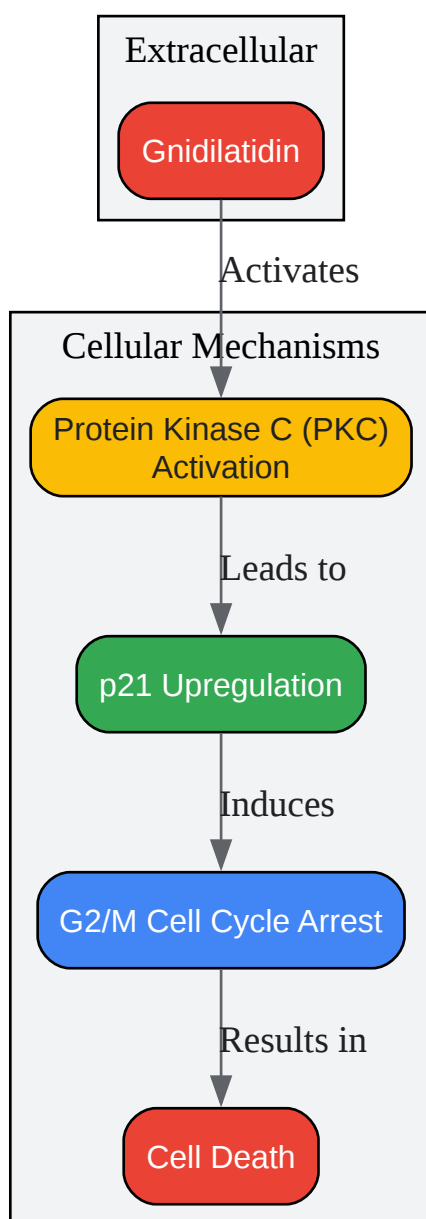 Extracellular
Gnidilatidin
Activates
Cellular Mechanisms
Protein Kinase C (PKC)
Activation
Leads to
p21 Upregulation
Induces
G2/M Cell Cycle Arrest
Results in
Cell Death